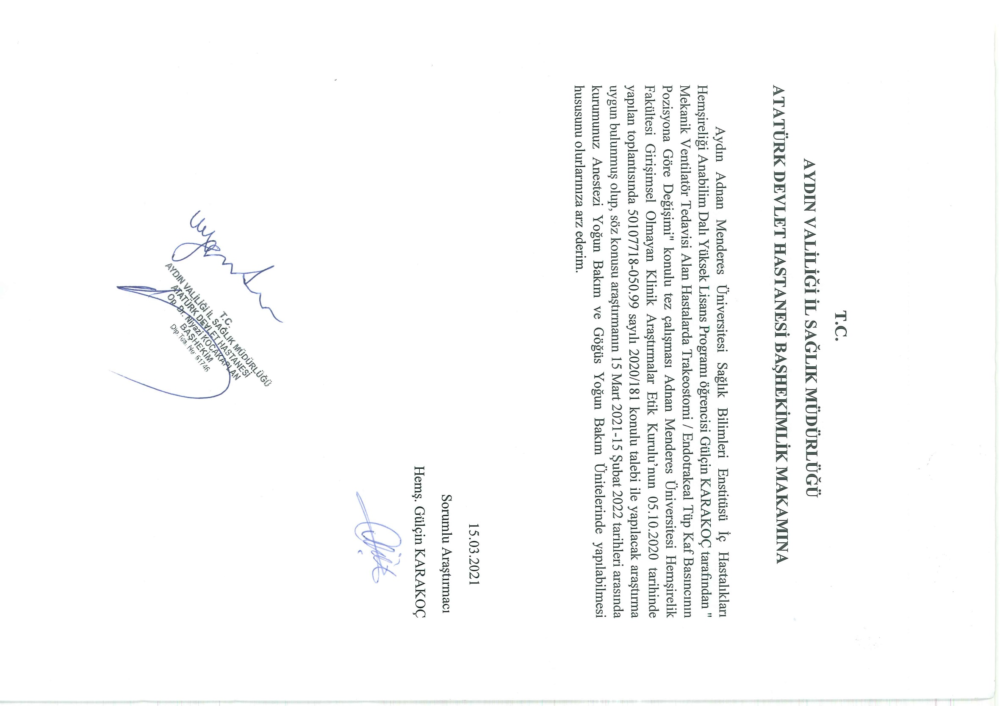 T.C.
AYDIN VALİLİĞİ İL SAĞLIK MÜDÜRLÜĞÜ
ATATÜRK DEVLET HASTANESİ BAŞHEKİMLİK MAKAMINA
Aydın Adnan Menderes Üniversitesi Sağlık Bilimleri Enstitüsü İç Hastalıkları
Hemşireliği Anabilim Dalı Yüksek Lisans Programı öğrencisi Gülçin KARAKOÇ tarafından "
Mekanik Ventilatör Tedavisi Alan Hastalarda Trakeostomi / Endotrakeal Tüp Kaf Basıncının
Pozisyona Göre Değişimi" konulu tez çalışması Adnan Menderes Üniversitesi Hemşirelik
Fakültesi Girişimsel Olmayan Klinik Araştırmalar Etik Kurulu’nun 05.10.2020 tarihinde
yapılan toplantısında 50107718-050.99 sayılı 2020/181 konulu talebi ile yapılacak araştırma
uygun bulunmuş olup, söz konusu araştırmanın 15 Mart 2021-15 Şubat 2022 tarihleri arasında
kurumunuz Anestezi Yoğun Bakım ve Göğüs Yoğun Bakım Ünitelerinde yapılabilmesi
hususunu olurlarınıza arz ederim.
15.03.2021
Sorumlu Araştırmacı
Hemş. Gülçin KARAKOÇ
Uygundur
T.C.
AYDIN VALİLİĞİ İL SAĞLIK MÜDÜRLÜĞÜ
ATATÜRK DEVLET HASTANESİ
Op. Dr. Niyazi KOCAKAPLAN
BAŞHEKİM
Dip. Tes. No: 51746